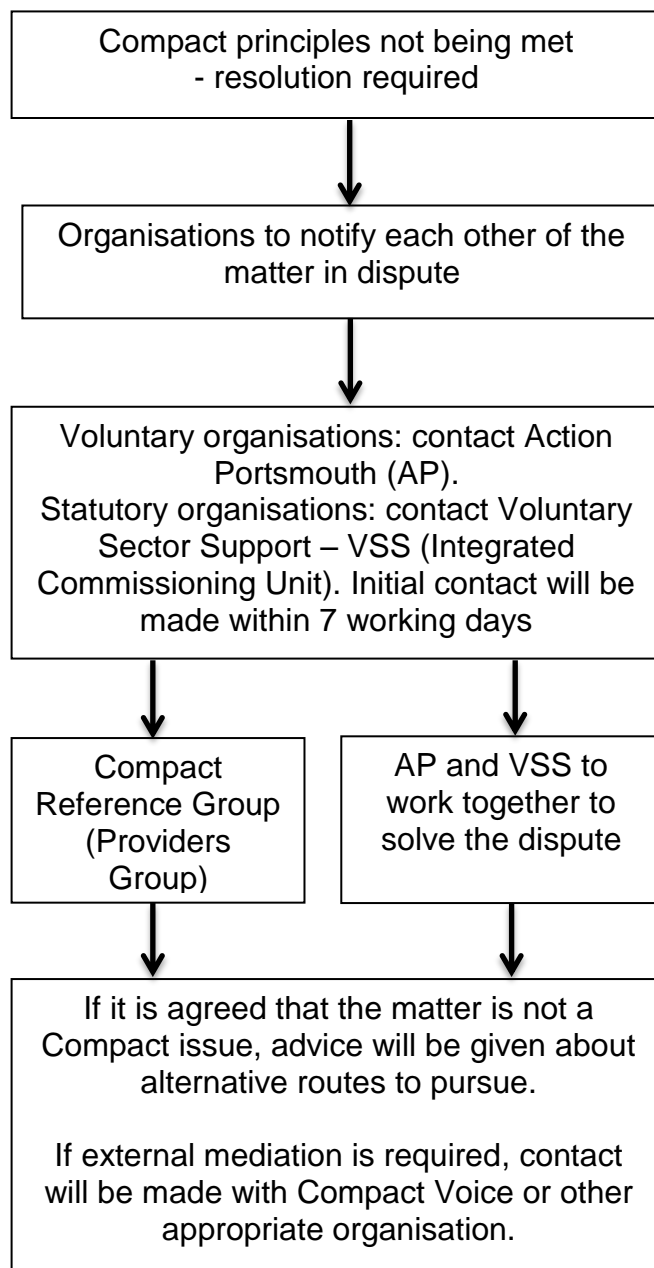 Compact principles not being met
- resolution required
Organisations to notify each other of the
matter in dispute
Voluntary organisations: contact Action
Portsmouth (AP).
Statutory organisations: contact Voluntary
Sector Support – VSS (Integrated
Commissioning Unit). Initial contact will be
made within 7 working days
Compact
Reference Group
(Providers
Group)
AP and VSS to
work together to
solve the dispute
If it is agreed that the matter is not a
Compact issue, advice will be given about
alternative routes to pursue.
If external mediation is required, contact
will be made with Compact Voice or other
appropriate organisation.